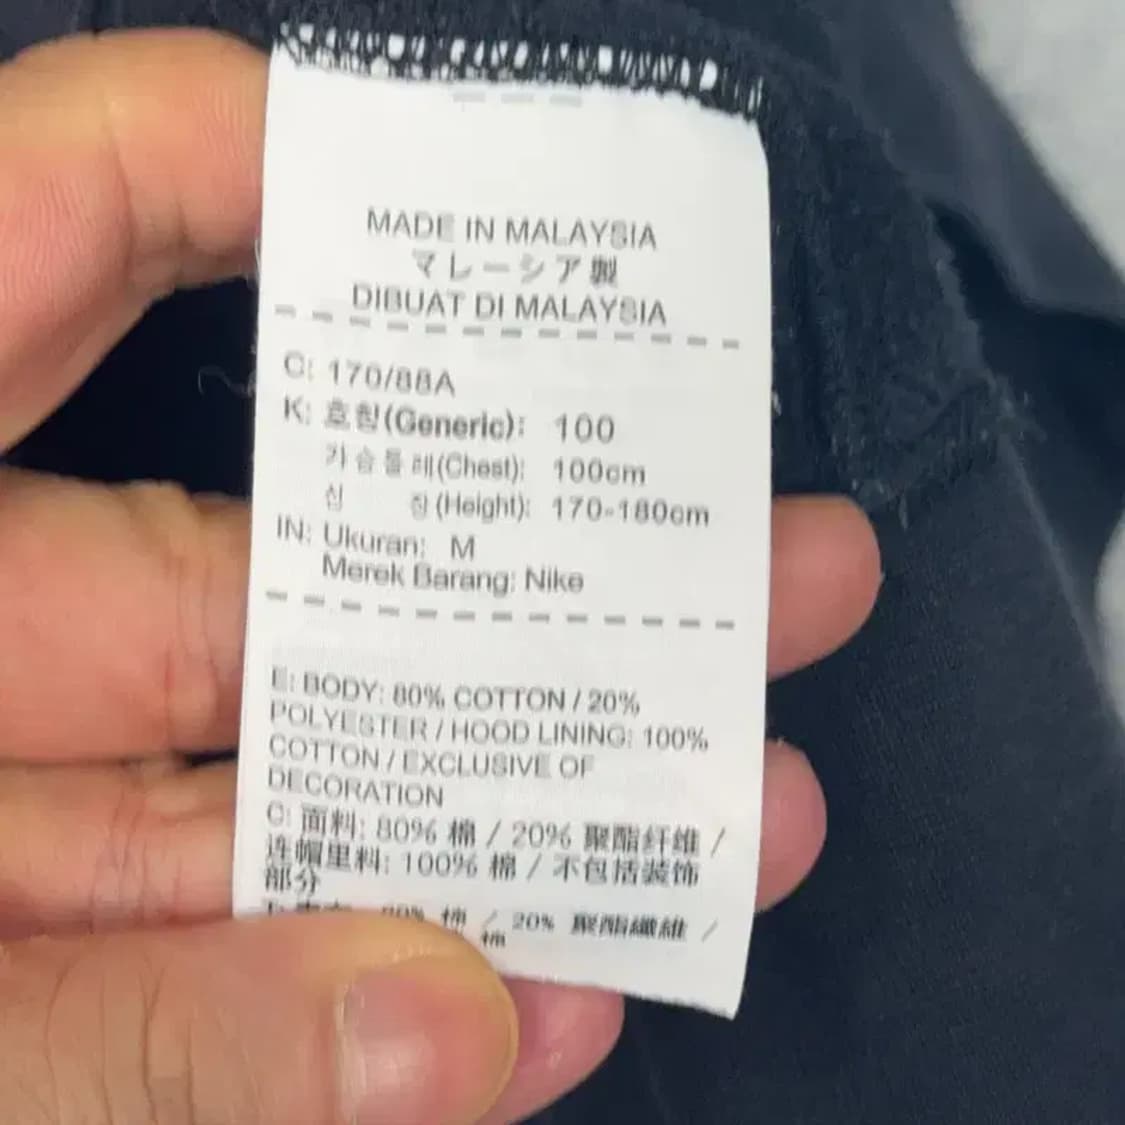 MADE IN MALAYSIA
マレーシア製
DIBUAT DI MALAYSIA
C: 170/88A
K: 호칭(Generic): 100
가슴둘레(Chest): 100cm
신 장(Height): 170-180cm
IN: Ukuran: M
Merek Barang: Nike
E: BODY: 80% COTTON / 20%
POLYESTER / HOOD LINING: 100%
COTTON / EXCLUSIVE OF
DECORATION
C: 面料: 80% 棉 / 20% 聚酯纤维 /
连帽里料: 100% 棉 / 不包括装饰
部分
80% 棉 / 20% 聚酯纖維 /
棉